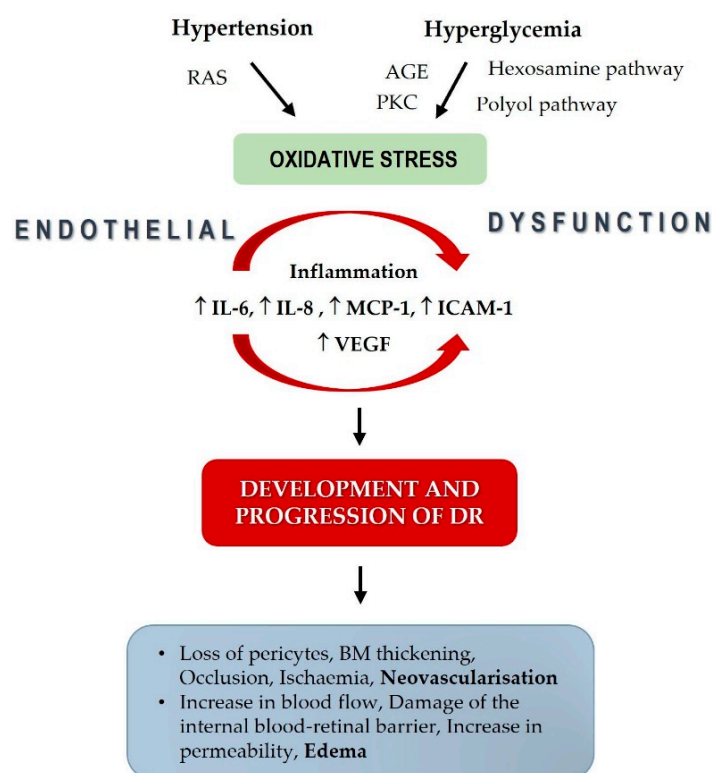 Hypertension
Hyperglycemia
RAS
AGE
Hexosamine pathway
PKC
Polyol pathway
OXIDATIVE STRESS
ENDOTHELIAL
DYSFUNCTION
Inflammation
↑ IL-6, ↑ IL-8 , ↑ MCP-1, ↑ ICAM-1
↑ VEGF
DEVELOPMENT AND
PROGRESSION OF DR
• Loss of pericytes, BM thickening,
Occlusion, Ischaemia, Neovascularisation
• Increase in blood flow, Damage of the
internal blood-retinal barrier, Increase in
permeability, Edema